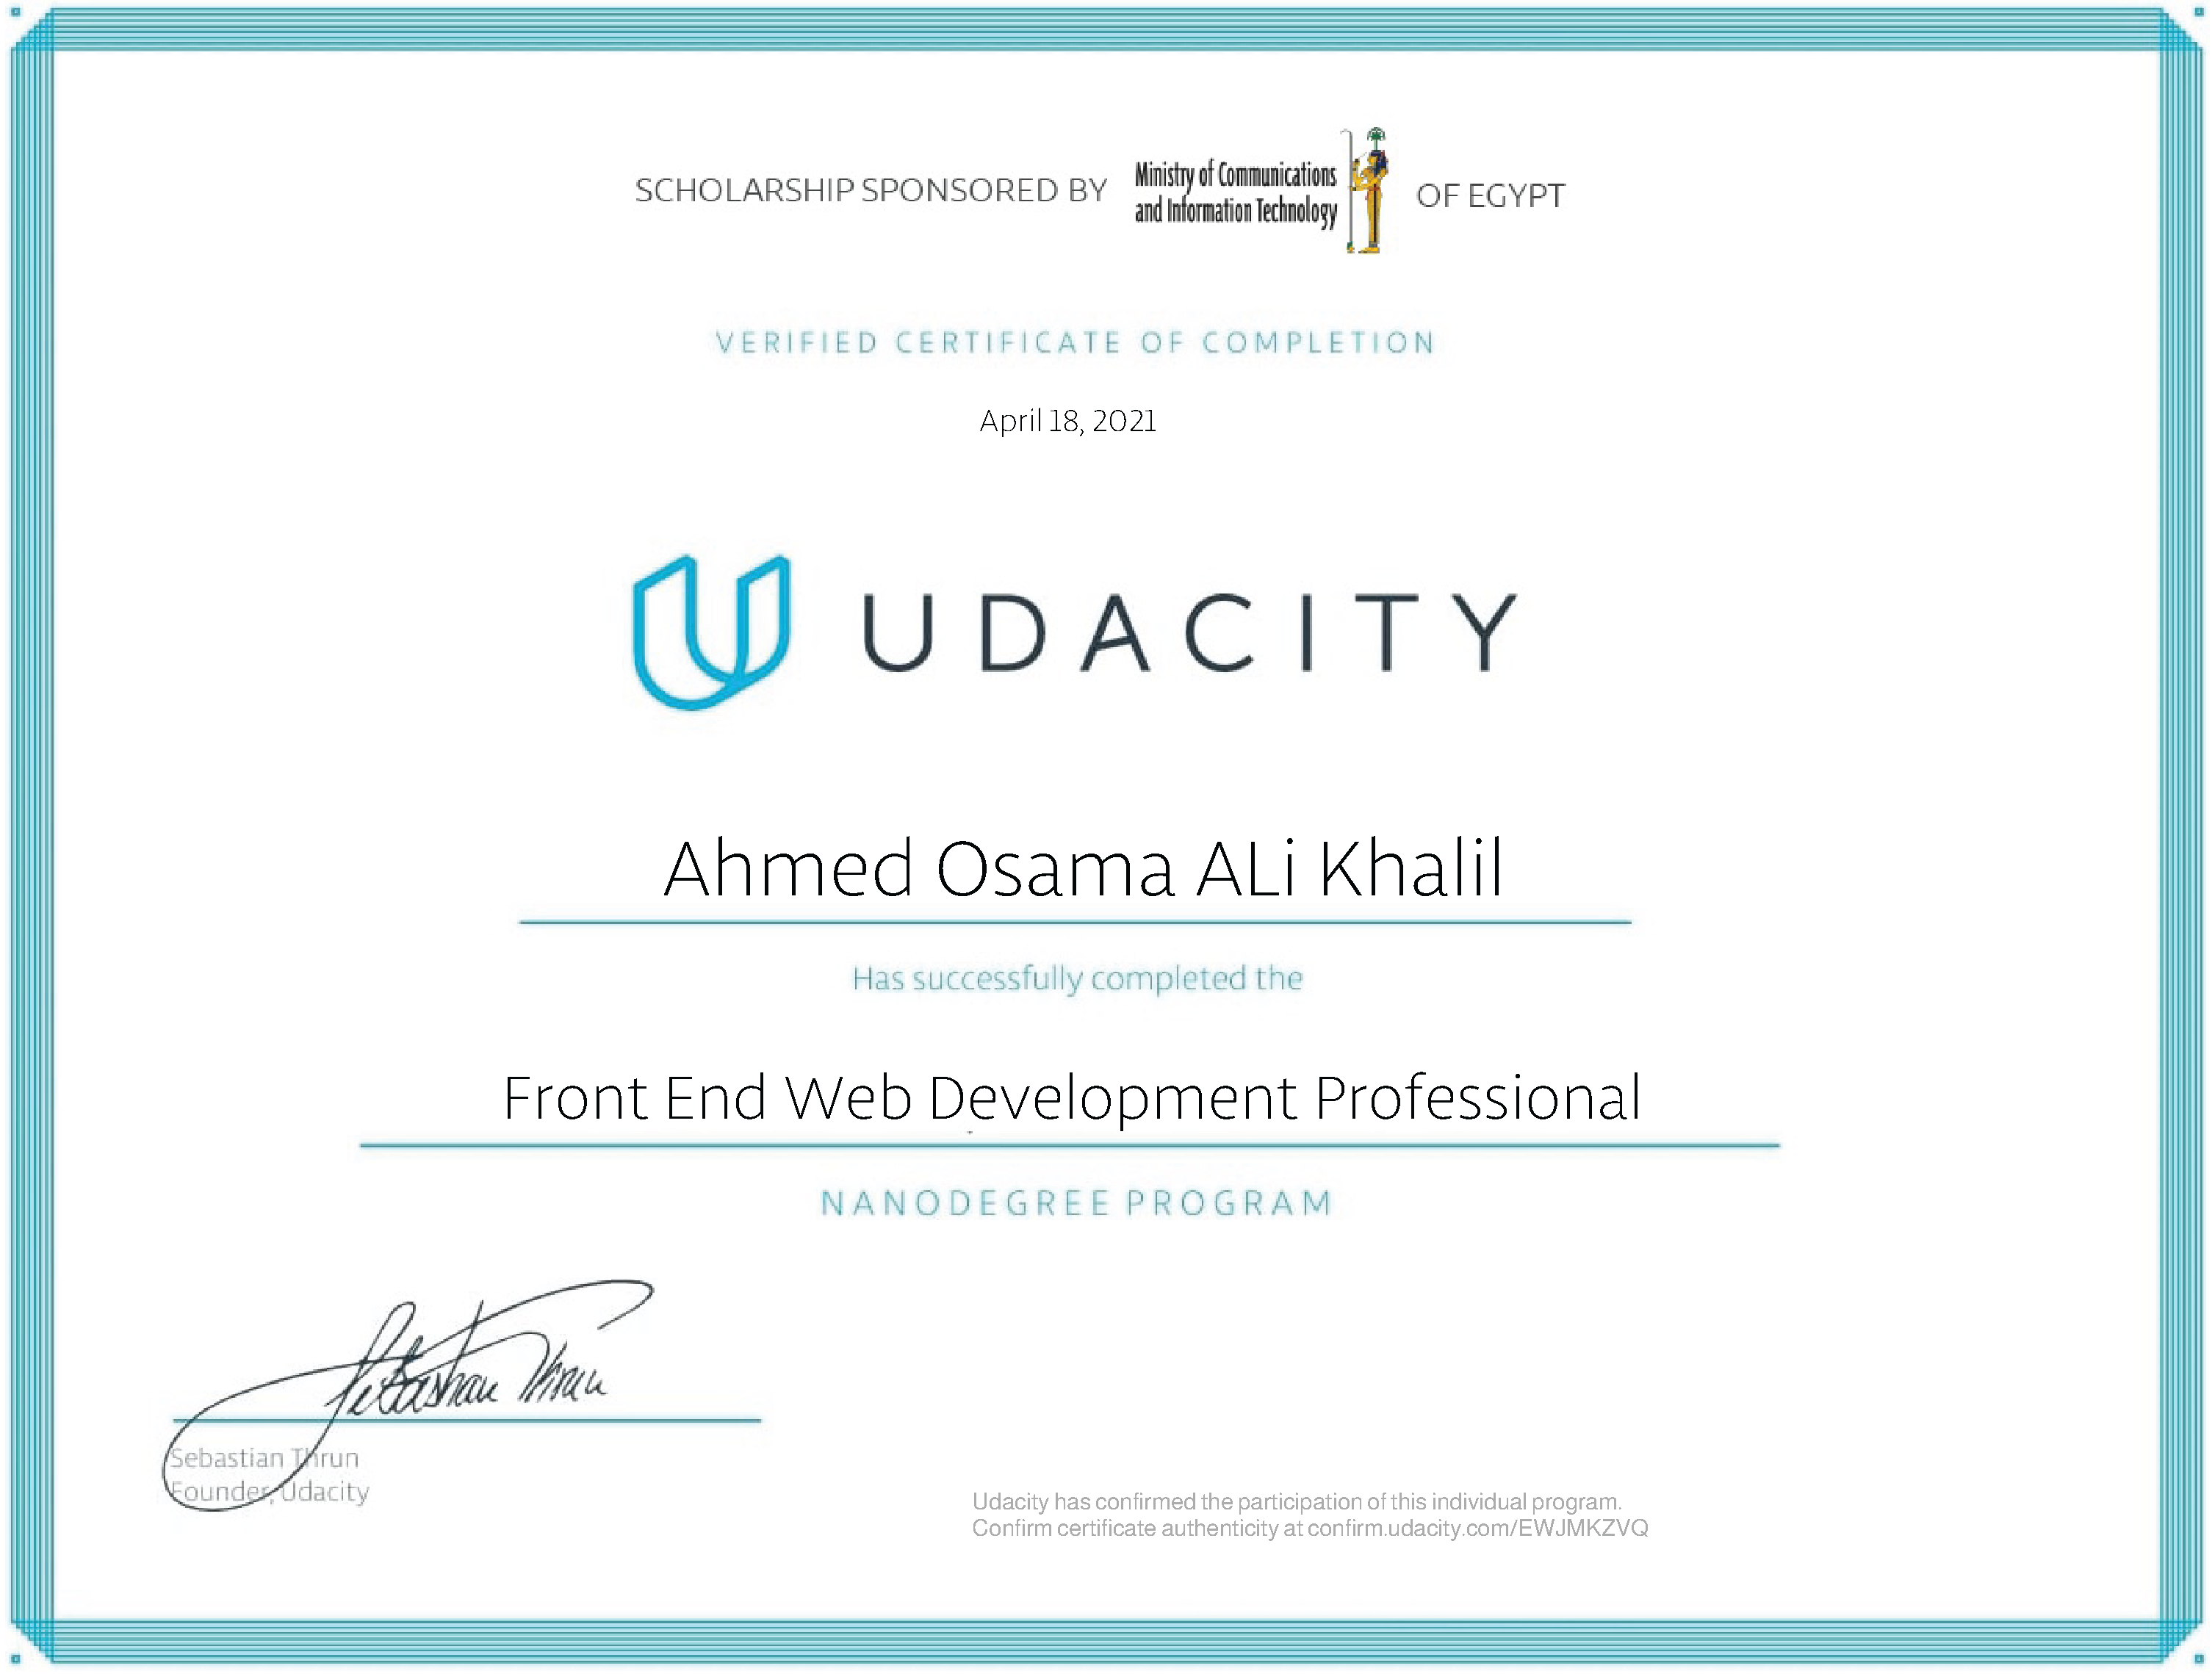 SCHOLARSHIP SPONSORED BY Ministry of Communications and Information Technology OF EGYPT
VERIFIED CERTIFICATE OF COMPLETION
April 18, 2021
UDACITY
Ahmed Osama ALi Khalil
Has successfully completed the
Front End Web Development Professional
NANODEGREE PROGRAM
Sebastian Thrun
Sebastian Thrun
Founder, Udacity
Udacity has confirmed the participation of this individual program.
Confirm certificate authenticity at confirm.udacity.com/EWJMKZVQ